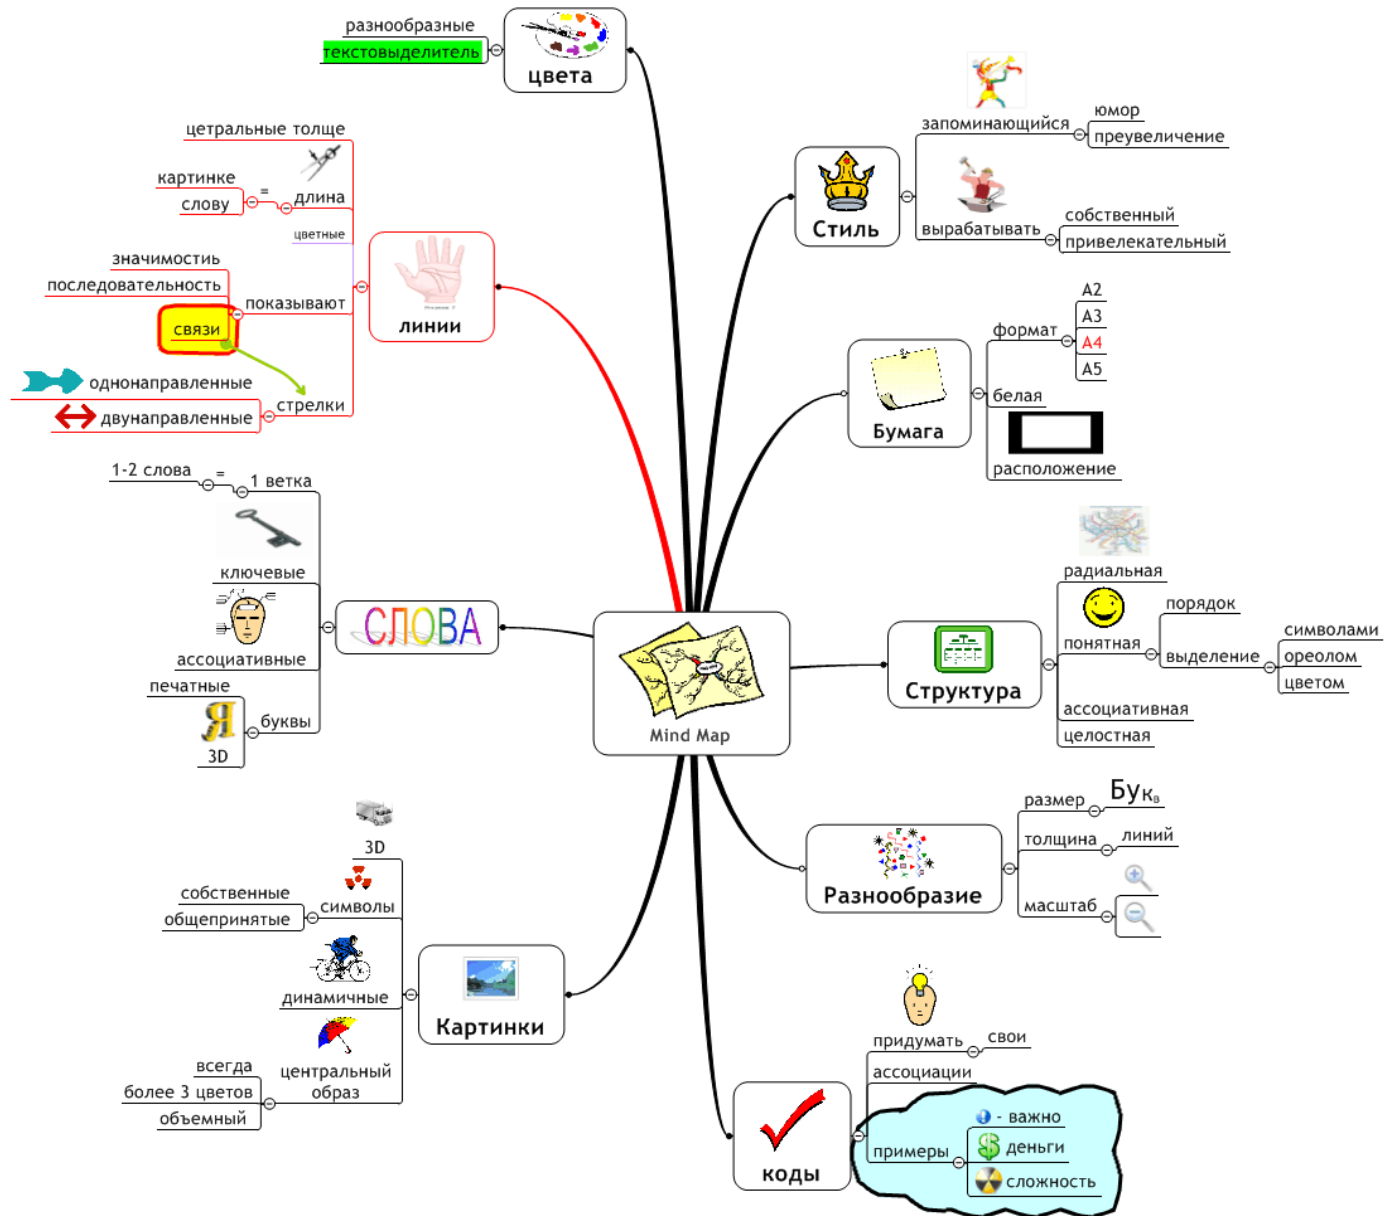 разнообразные
текстовыделитель
цвета
цетральные толще
картинке
слову
=
длина
цветные
значимостиь
последовательность
связи
показывают
однонаправленные
двунаправленные
стрелки
линии
1-2 слова
=
1 ветка
ключевые
ассоциативные
печатные
Я
3D
буквы
СЛОВА
3D
собственные
общепринятые
символы
динамичные
всегда
более 3 цветов
объемный
центральный
образ
Картинки
Mind Map
Стиль
запоминающийся
юмор
преувеличение
вырабатывать
собственный
привелекательный
Бумага
формат
A2
A3
A4
A5
белая
расположение
Структура
радиальная
понятная
порядок
выделение
символами
ореолом
цветом
ассоциативная
целостная
Разнообразие
размер
Букв
толщина
линий
масштаб
коды
придумать
свои
ассоциации
примеры
- важно
деньги
сложность